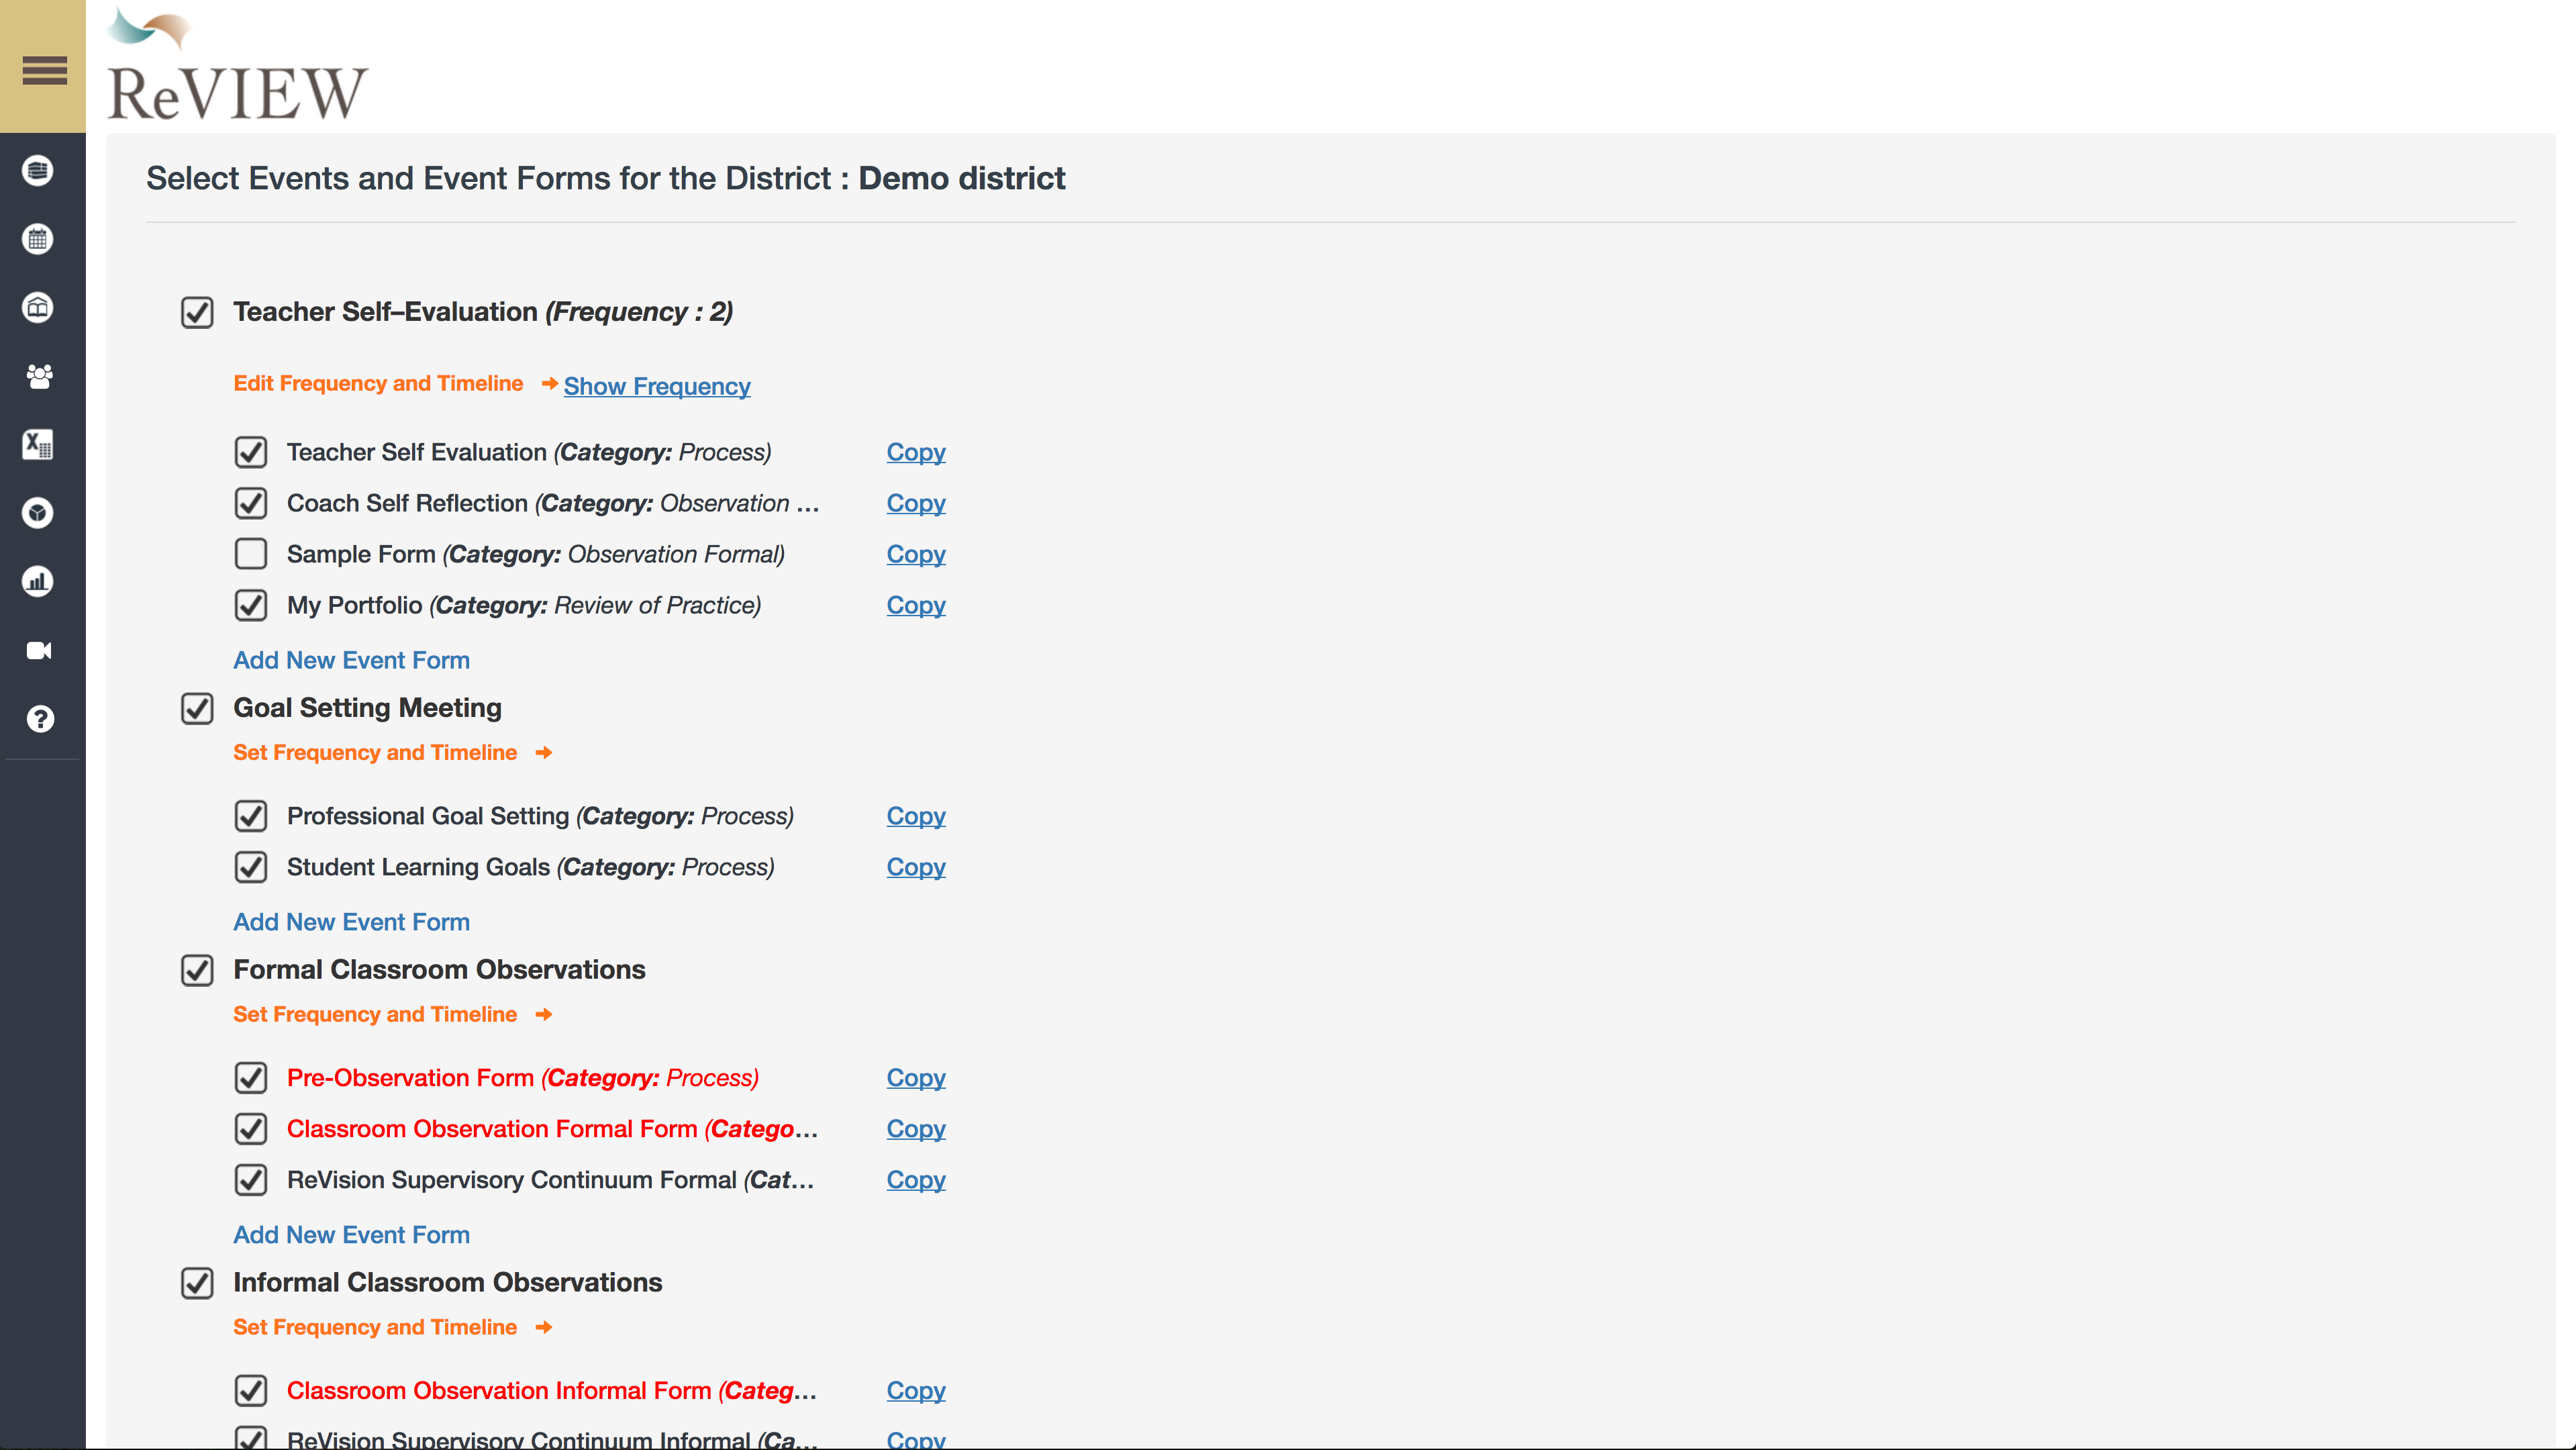 ReVIEW
Select Events and Event Forms for the District : Demo district
Teacher Self–Evaluation (Frequency : 2)
Edit Frequency and Timeline Show Frequency
Teacher Self Evaluation (Category: Process) Copy
Coach Self Reflection (Category: Observation ... Copy
Sample Form (Category: Observation Formal) Copy
My Portfolio (Category: Review of Practice) Copy
Add New Event Form
Goal Setting Meeting
Set Frequency and Timeline
Professional Goal Setting (Category: Process) Copy
Student Learning Goals (Category: Process) Copy
Add New Event Form
Formal Classroom Observations
Set Frequency and Timeline
Pre-Observation Form (Category: Process) Copy
Classroom Observation Formal Form (Catego... Copy
ReVision Supervisory Continuum Formal (Cat... Copy
Add New Event Form
Informal Classroom Observations
Set Frequency and Timeline
Classroom Observation Informal Form (Categ... Copy
ReVision Supervisory Continuum Informal (Ca... Copy